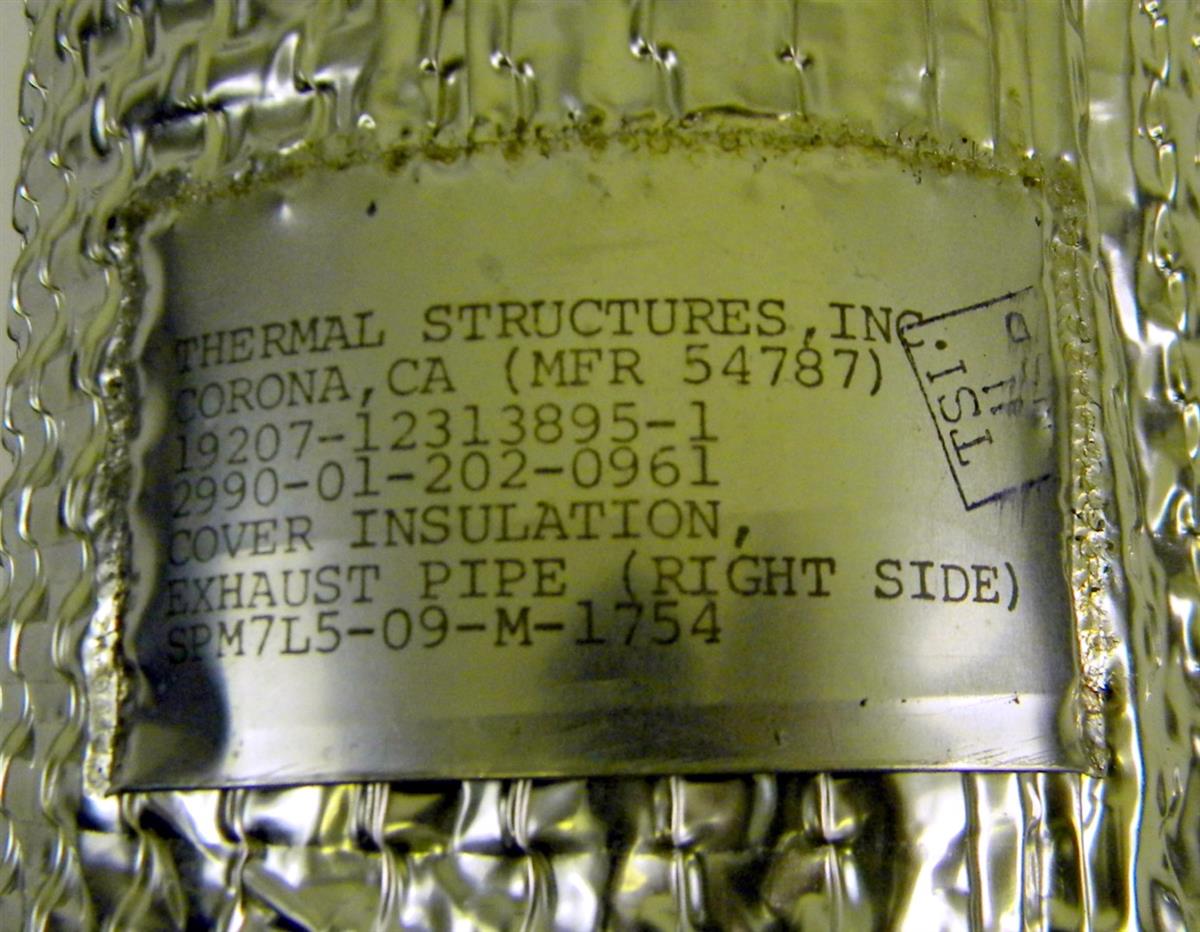 THERMAL STRUCTURES,INC.
CORONA,CA (MFR 54787)
19207-12313895-1
2990-01-202-0961
COVER INSULATION,
EXHAUST PIPE (RIGHT SIDE)
SPM7L5-09-M-1754
TSI